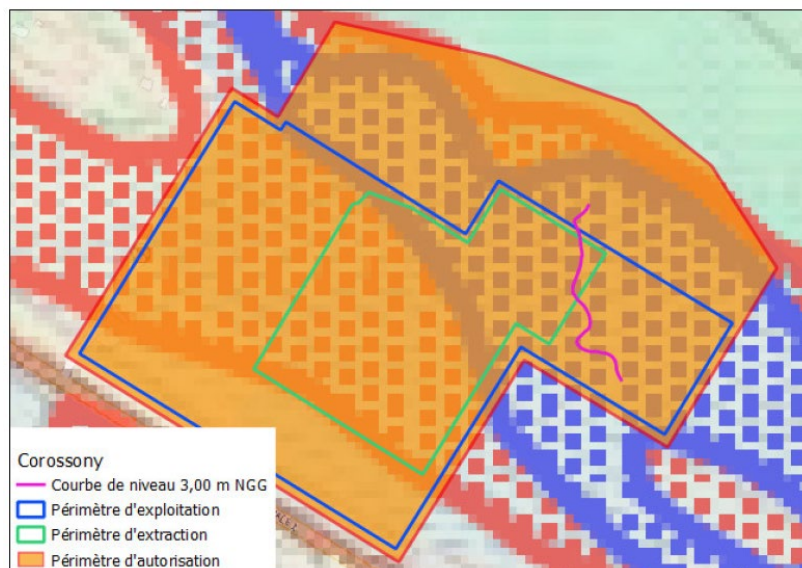 Corossony
Courbe de niveau 3,00 m NGG
Périmètre d'exploitation
Périmètre d'extraction
Périmètre d'autorisation